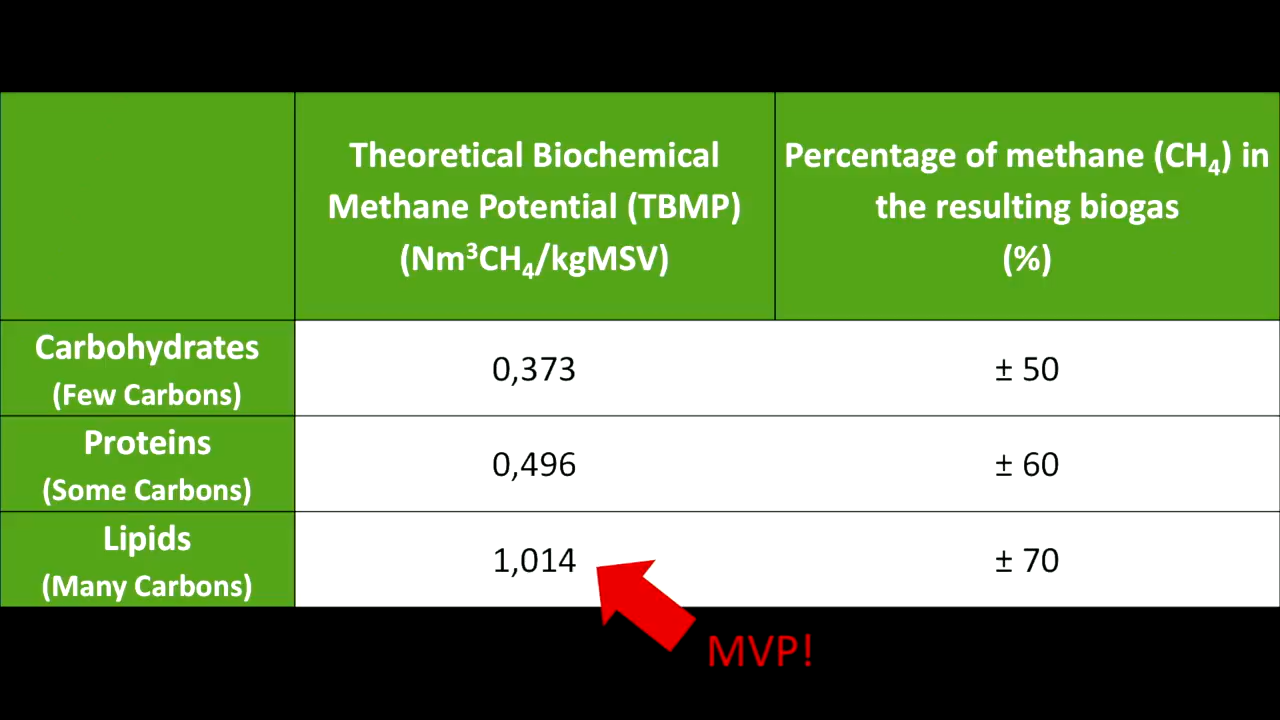 Theoretical Biochemical
Methane Potential (TBMP)
(Nm³CH₄/kgMSV)
Percentage of methane (CH₄) in
the resulting biogas
(%)
Carbohydrates
(Few Carbons)
0,373
± 50
Proteins
(Some Carbons)
0,496
± 60
Lipids
(Many Carbons)
1,014
± 70
MVP!